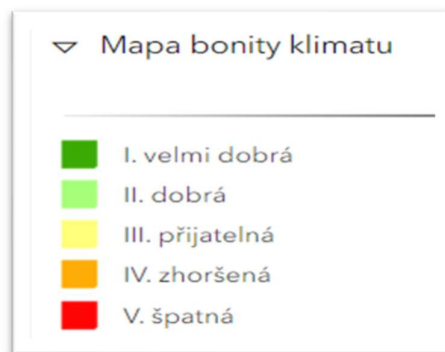 Mapa bonity klimatu
I. velmi dobrá
II. dobrá
III. přijatelná
IV. zhoršená
V. špatná